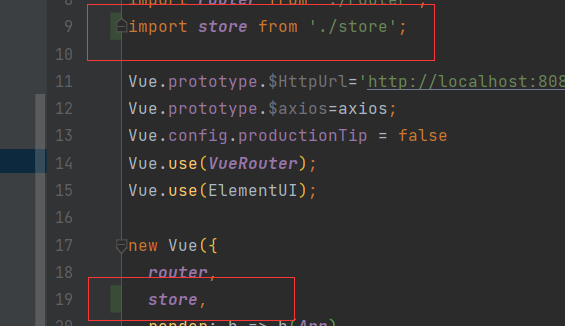 8 import router from './router';
9 import store from './store';
10
11 Vue.prototype.$HttpUrl='http://localhost:808
12 Vue.prototype.$axios=axios;
13 Vue.config.productionTip = false
14 Vue.use(VueRouter);
15 Vue.use(ElementUI);
16
17 new Vue({
18 router,
19 store,
20 render: h => h(App)